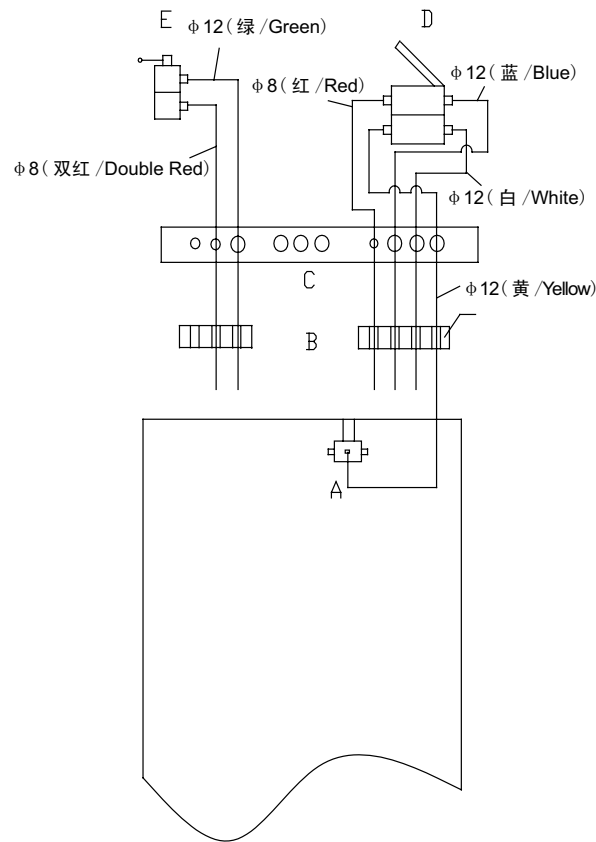 E
D
φ12(绿/Green)
φ12(蓝/Blue)
φ8(红/Red)
φ8(双红/Double Red)
φ12(白/White)
C
φ12(黄/Yellow)
B
A